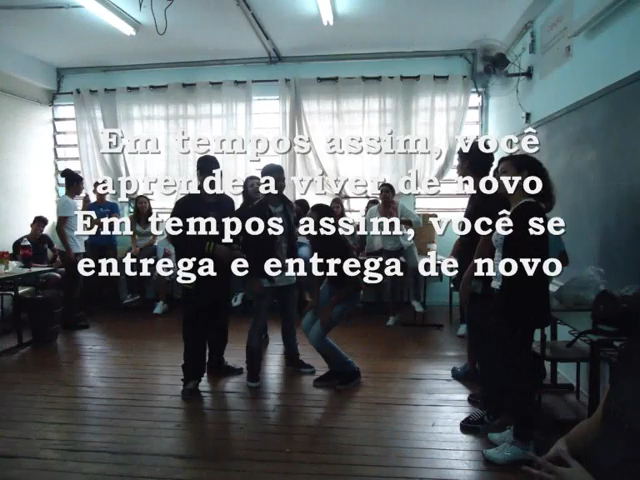 Em tempos assim, você
aprende a viver de novo
Em tempos assim, você se
entrega e entrega de novo